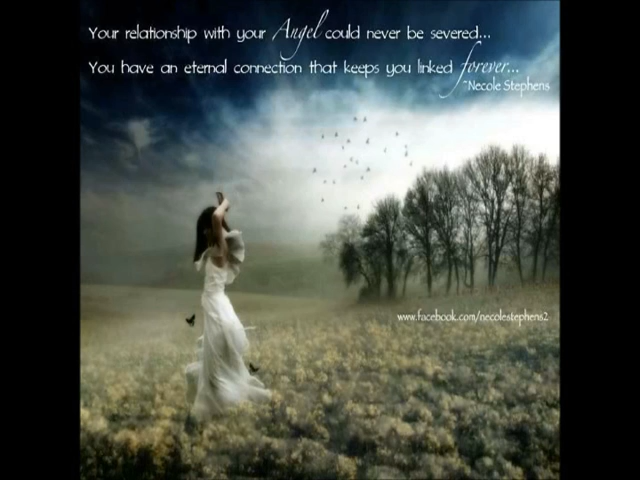 Your relationship with your Angel could never be severed...
You have an eternal connection that keeps you linked forever...
~Necole Stephens
www.facebook.com/necolestephens2